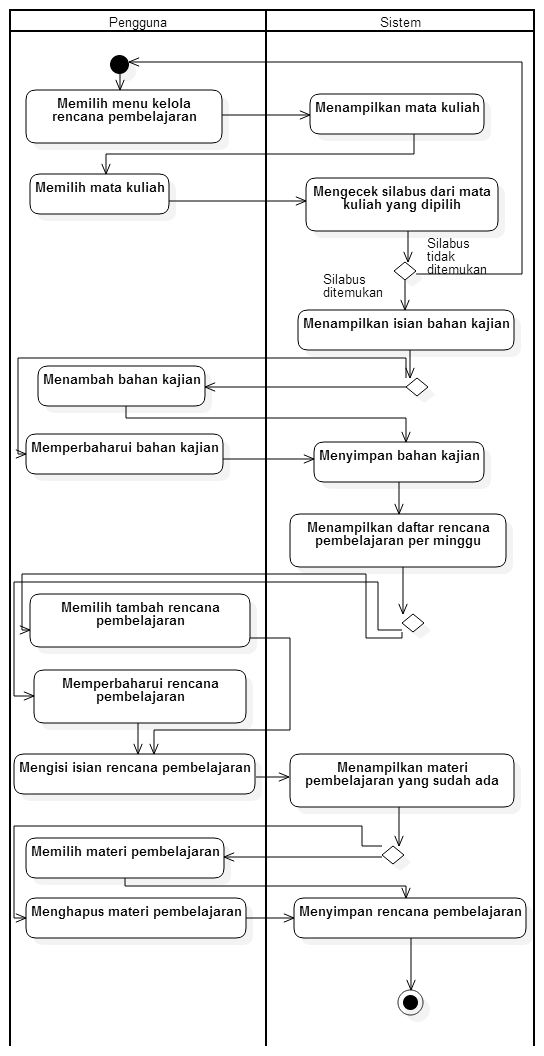 Pengguna
Sistem
Memilih menu kelola
rencana pembelajaran
Menampilkan mata kuliah
Memilih mata kuliah
Mengecek silabus dari mata
kuliah yang dipilih
Silabus
tidak
ditemukan
Silabus
ditemukan
Menampilkan isian bahan kajian
Menambah bahan kajian
Memperbaharui bahan kajian
Menyimpan bahan kajian
Menampilkan daftar rencana
pembelajaran per minggu
Memilih tambah rencana
pembelajaran
Memperbaharui rencana
pembelajaran
Mengisi isian rencana pembelajaran
Menampilkan materi
pembelajaran yang sudah ada
Memilih materi pembelajaran
Menghapus materi pembelajaran
Menyimpan rencana pembelajaran